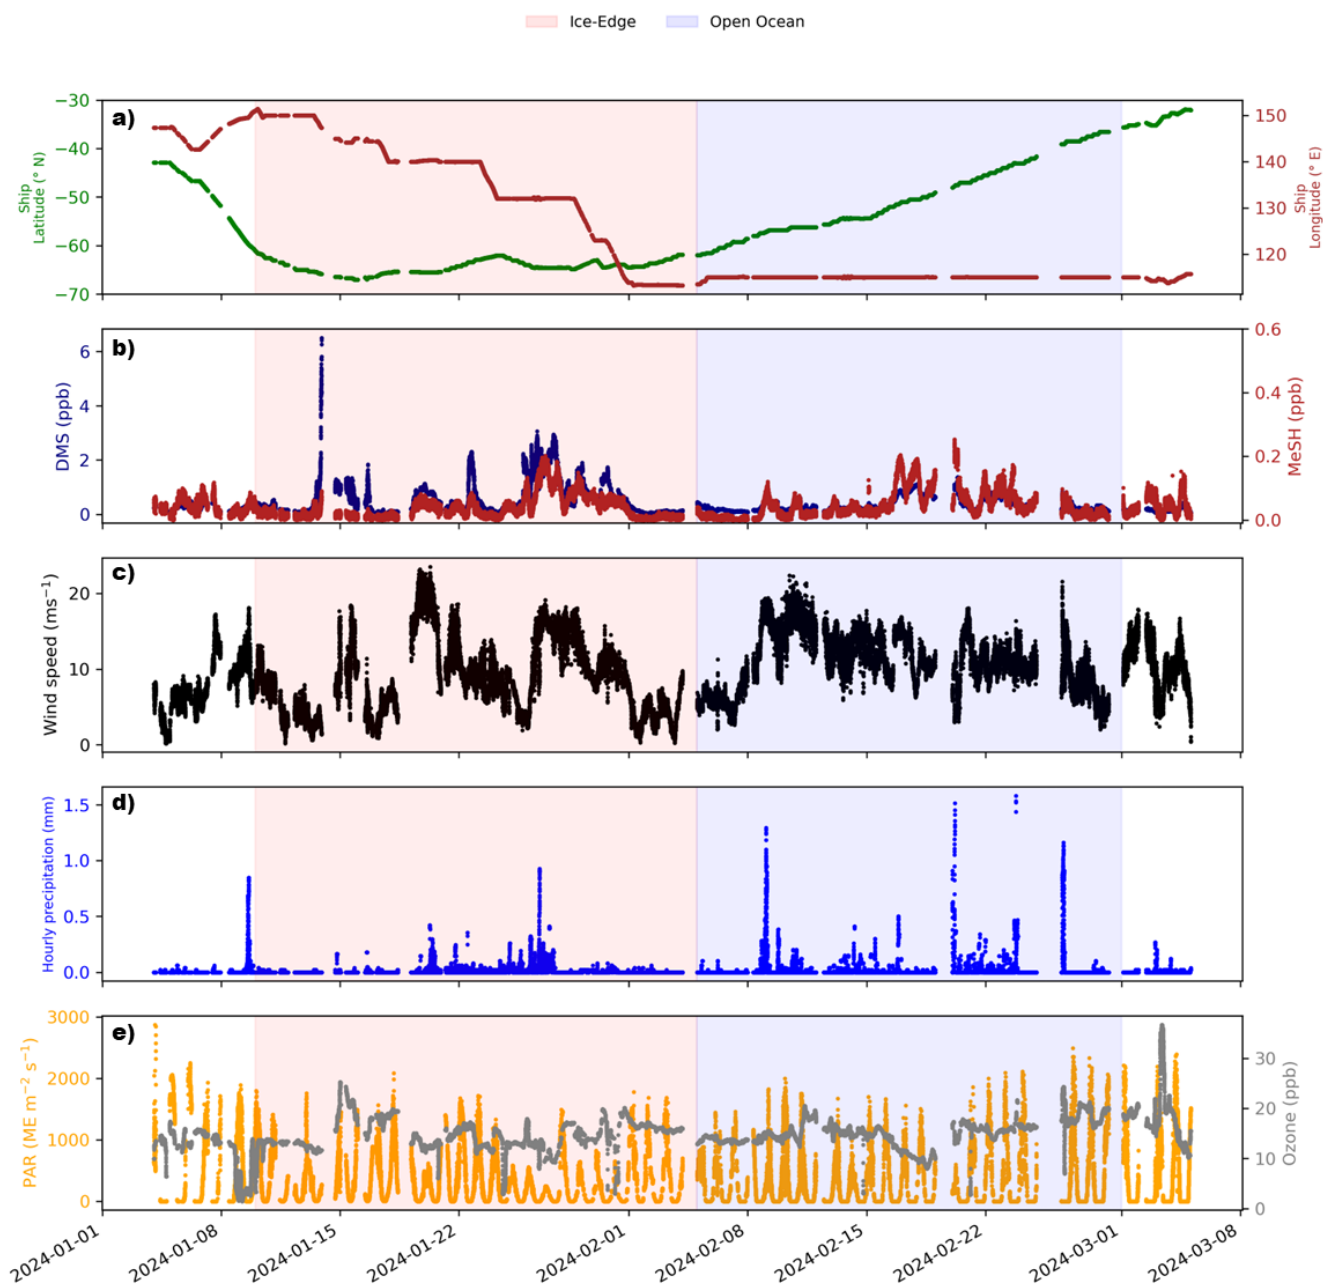 Ice-Edge Open Ocean
a)
−30
−40
−50
−60
−70
Ship
Latitude (° N)
150
140
130
120
Ship
Longitude (° E)
b)
6
4
2
0
DMS (ppb)
0.6
0.4
0.2
0.0
MeSH (ppb)
c)
20
10
0
Wind speed (ms⁻¹)
d)
1.5
1.0
0.5
0.0
Hourly precipitation (mm)
e)
3000
2000
1000
0
PAR (ME m⁻² s⁻¹)
30
20
10
0
Ozone (ppb)
2024-01-01
2024-01-08
2024-01-15
2024-01-22
2024-02-01
2024-02-08
2024-02-15
2024-02-22
2024-03-01
2024-03-08